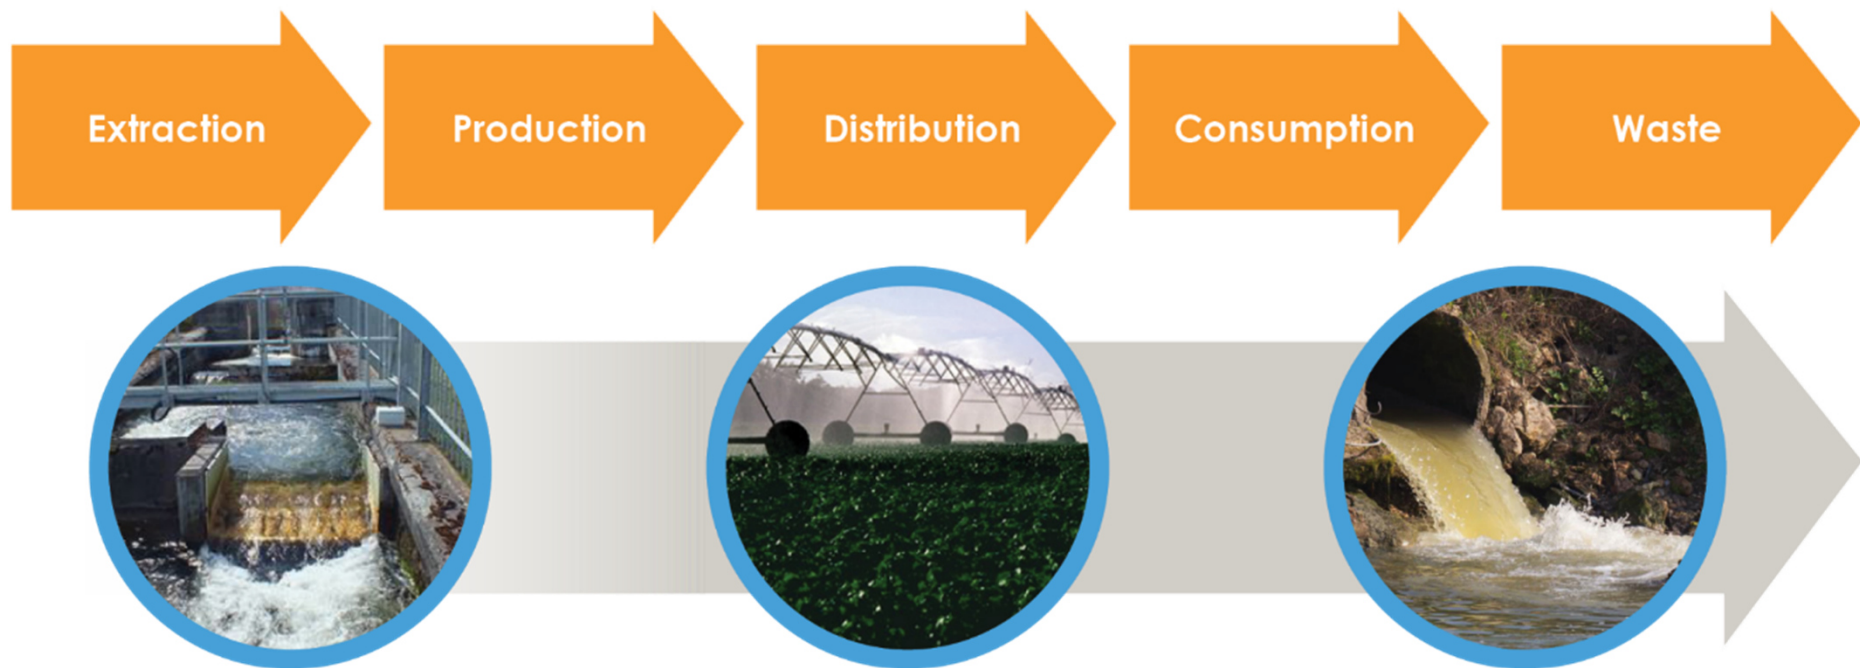 Extraction
Production
Distribution
Consumption
Waste